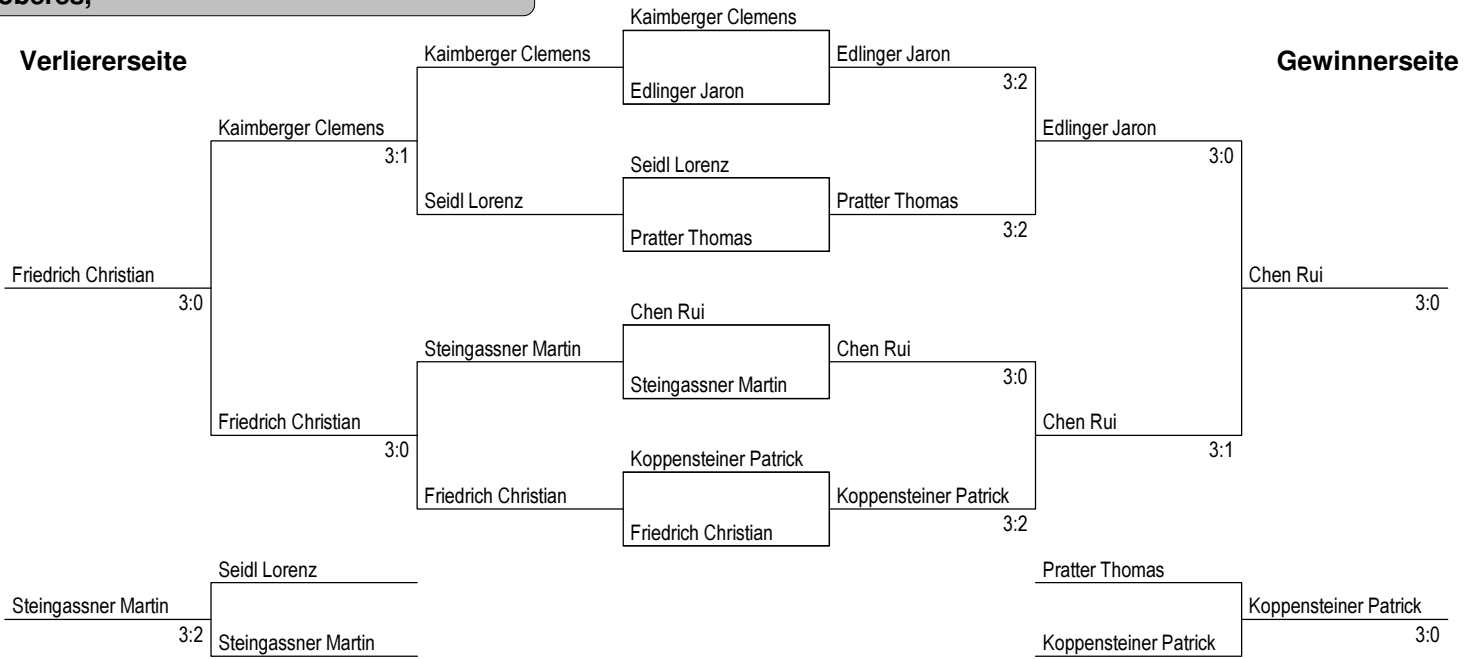 Verliererseite
Gewinnerseite
Kaimberger Clemens
Kaimberger Clemens
Edlinger Jaron
3:2
Edlinger Jaron
Kaimberger Clemens
3:1
Edlinger Jaron
3:0
Seidl Lorenz
Seidl Lorenz
Pratter Thomas
3:2
Pratter Thomas
Friedrich Christian
3:0
Chen Rui
3:0
Chen Rui
Steingassner Martin
Chen Rui
3:0
Steingassner Martin
Friedrich Christian
3:0
Chen Rui
3:1
Koppensteiner Patrick
Friedrich Christian
Koppensteiner Patrick
3:2
Friedrich Christian
Seidl Lorenz
Steingassner Martin
3:2
Steingassner Martin
Pratter Thomas
Koppensteiner Patrick
3:0
Koppensteiner Patrick